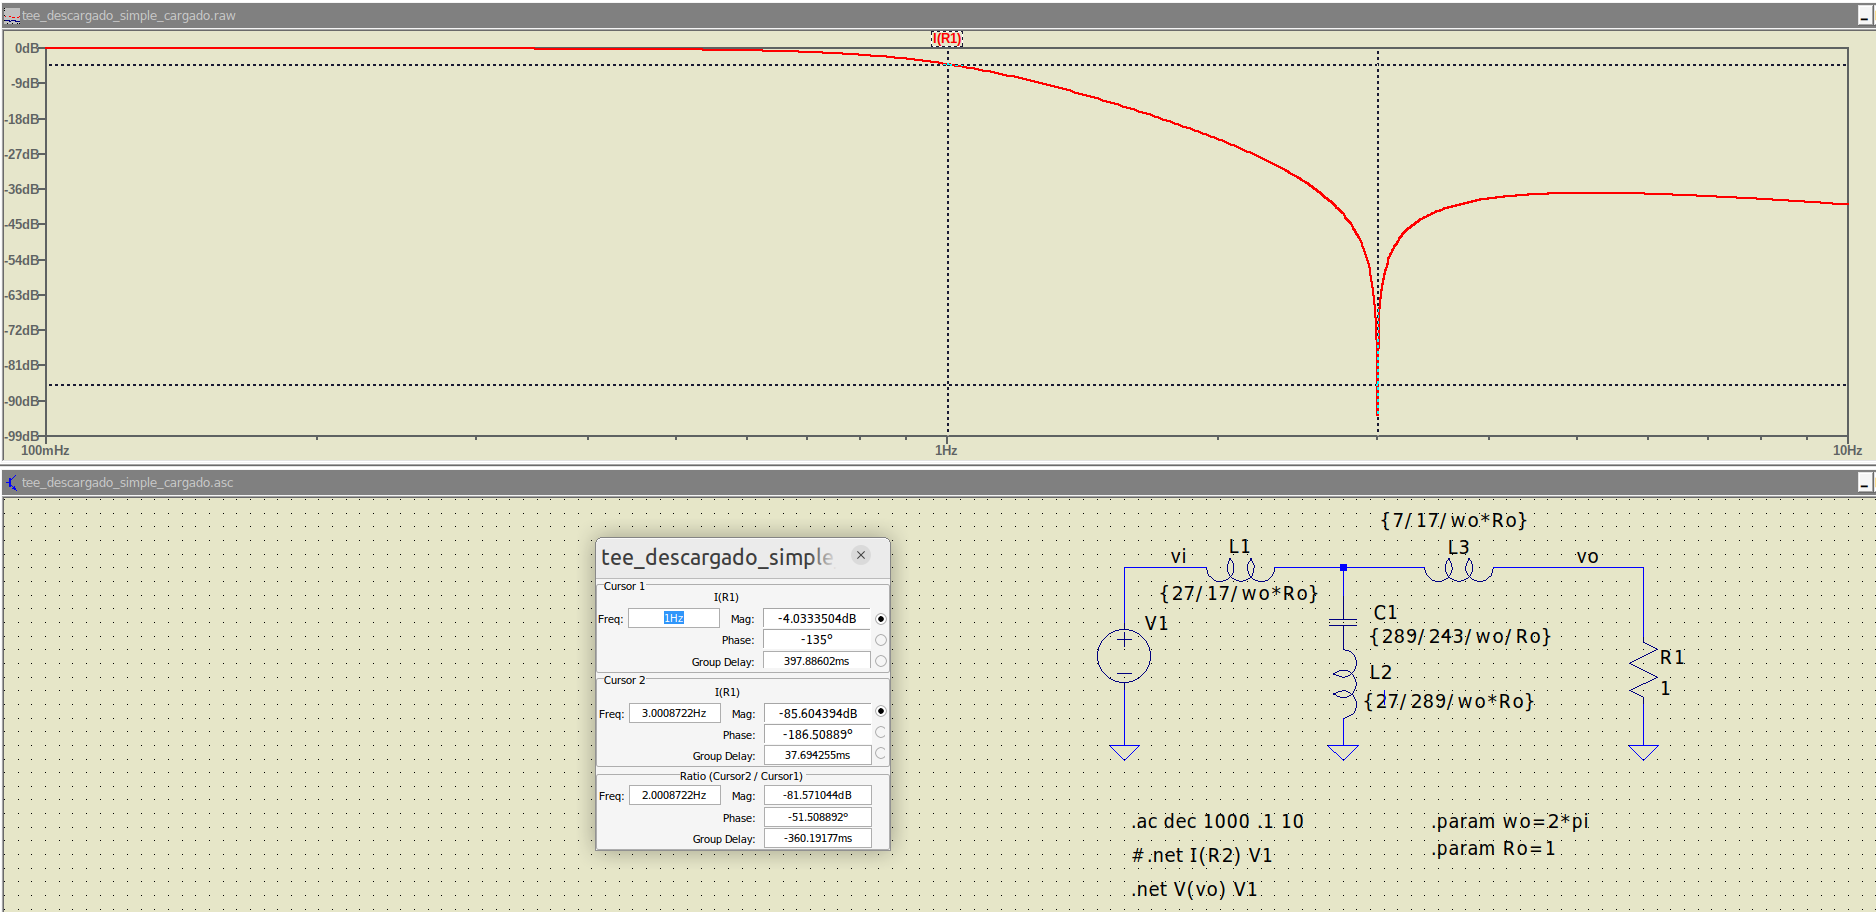 tee_descargado_simple_cargado.raw
I(R1)
0dB
-9dB
-18dB
-27dB
-36dB
-45dB
-54dB
-63dB
-72dB
-81dB
-90dB
-99dB
100mHz
1Hz
10Hz
tee_descargado_simple_cargado.asc
tee_descargado_simple
Cursor 1
I(R1)
Freq: 1Hz Mag: -4.0333504dB
Phase: -135°
Group Delay: 397.88602ms
Cursor 2
I(R1)
Freq: 3.0008722Hz Mag: -85.604394dB
Phase: -186.50889°
Group Delay: 37.694255ms
Ratio (Cursor2 / Cursor1)
Freq: 2.0008722Hz Mag: -81.571044dB
Phase: -51.508892°
Group Delay: -360.19177ms
{7/17/wo*Ro}
vi L1 L3 vo
{27/17/wo*Ro}
V1
C1
{289/243/wo/Ro}
L2
{27/289/wo*Ro}
R1
1
.ac dec 1000 .1 10
#.net I(R2) V1
.net V(vo) V1
.param wo=2*pi
.param Ro=1